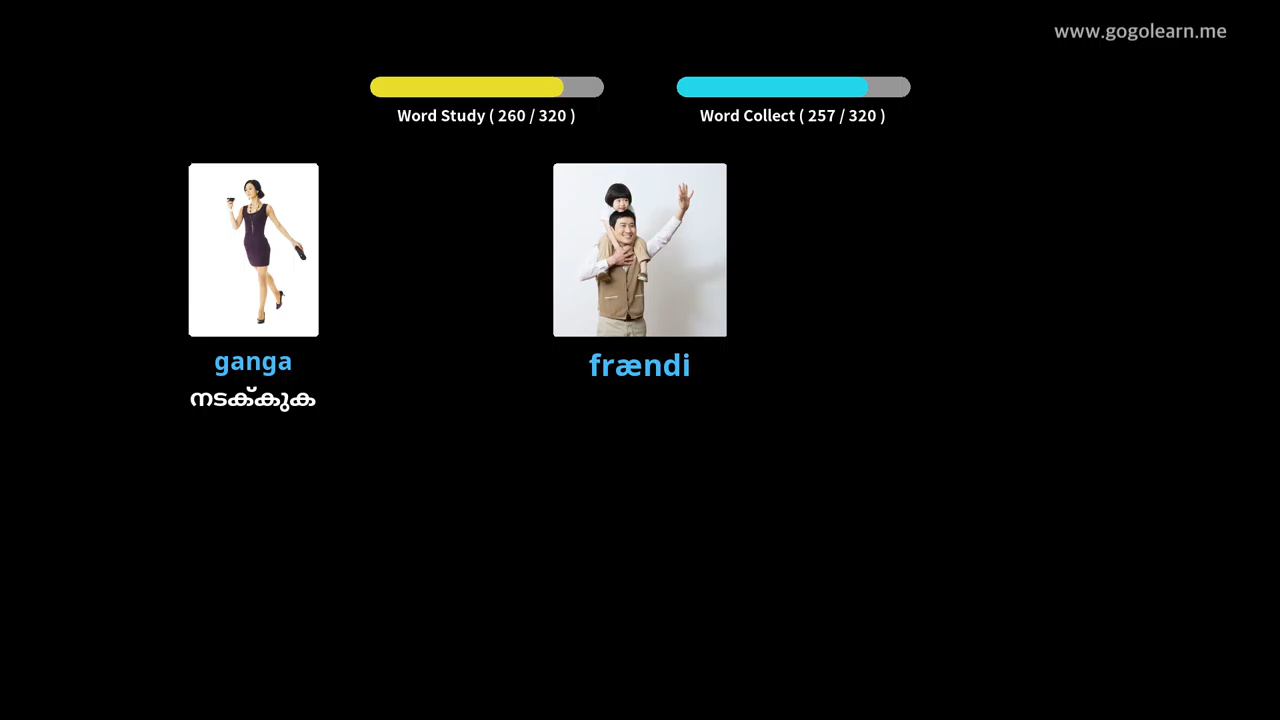 www.gogolearn.me
Word Study ( 260 / 320 )
Word Collect ( 257 / 320 )
ganga
നടക്കുക
frændi